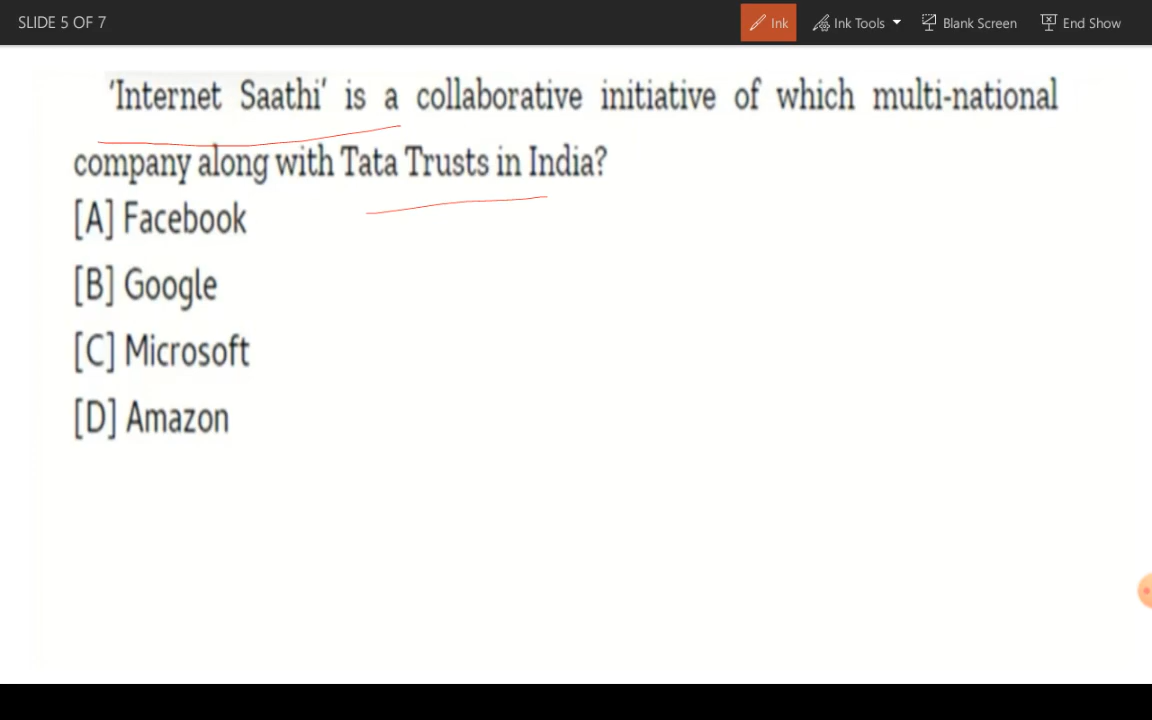 SLIDE 5 OF 7 Ink Ink Tools Blank Screen End Show
‘Internet Saathi’ is a collaborative initiative of which multi-national
company along with Tata Trusts in India?
[A] Facebook
[B] Google
[C] Microsoft
[D] Amazon